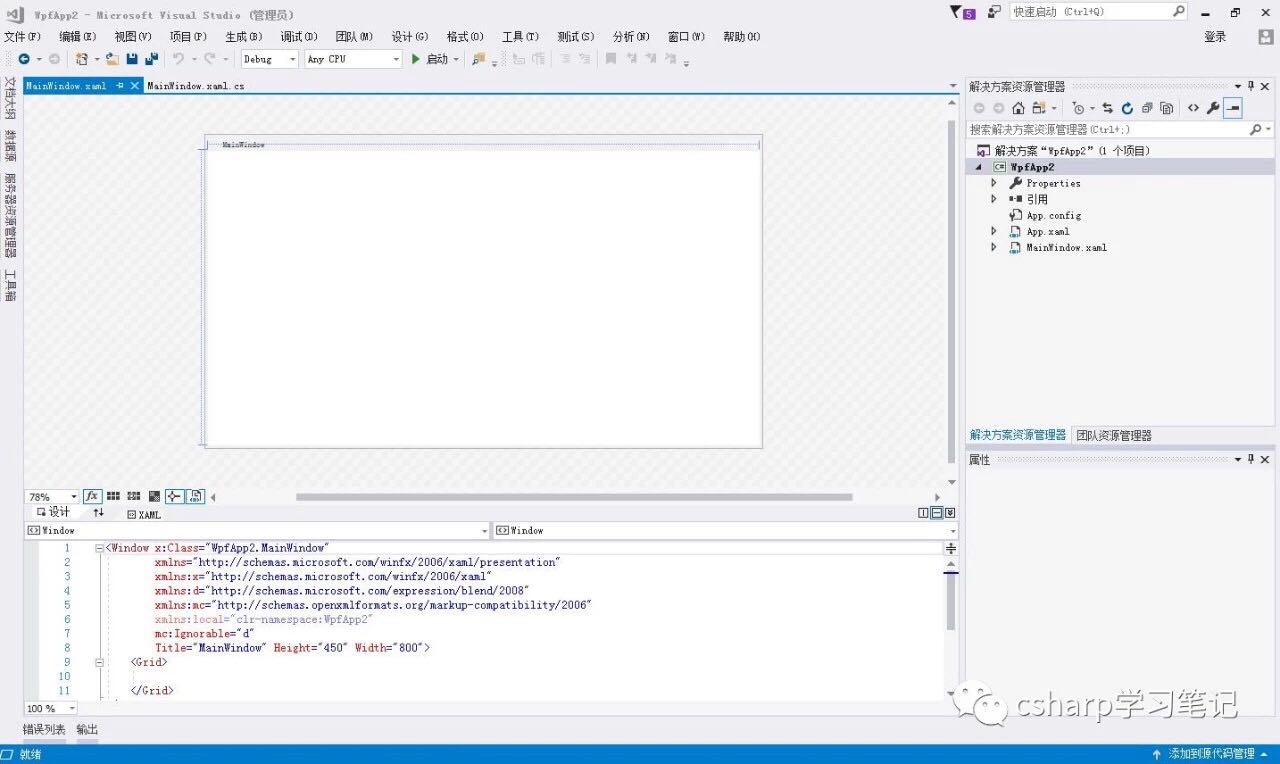 WpfApp2 - Microsoft Visual Studio (管理员)
5
快速启动 (Ctrl+Q)
文件(F) 编辑(E) 视图(V) 项目(P) 生成(B) 调试(D) 团队(M) 设计(G) 格式(O) 工具(T) 测试(S) 分析(N) 窗口(W) 帮助(H)
登录
Debug Any CPU 启动
文档大纲
数据源
服务器资源管理器
工具箱
MainWindow.xaml
MainWindow.xaml.cs
MainWindow
78%
fx
设计
XAML
Window
Window
1 <Window x:Class="WpfApp2.MainWindow"
2 xmlns="http://schemas.microsoft.com/winfx/2006/xaml/presentation"
3 xmlns:x="http://schemas.microsoft.com/winfx/2006/xaml"
4 xmlns:d="http://schemas.microsoft.com/expression/blend/2008"
5 xmlns:mc="http://schemas.openxmlformats.org/markup-compatibility/2006"
6 xmlns:local="clr-namespace:WpfApp2"
7 mc:Ignorable="d"
8 Title="MainWindow" Height="450" Width="800">
9 <Grid>
10
11 </Grid>
100 %
错误列表 输出
就绪
解决方案资源管理器
搜索解决方案资源管理器(Ctrl+;)
解决方案“WpfApp2”(1 个项目)
C# WpfApp2
Properties
引用
App.config
App.xaml
MainWindow.xaml
解决方案资源管理器 团队资源管理器
属性
csharp学习笔记
添加到源代码管理